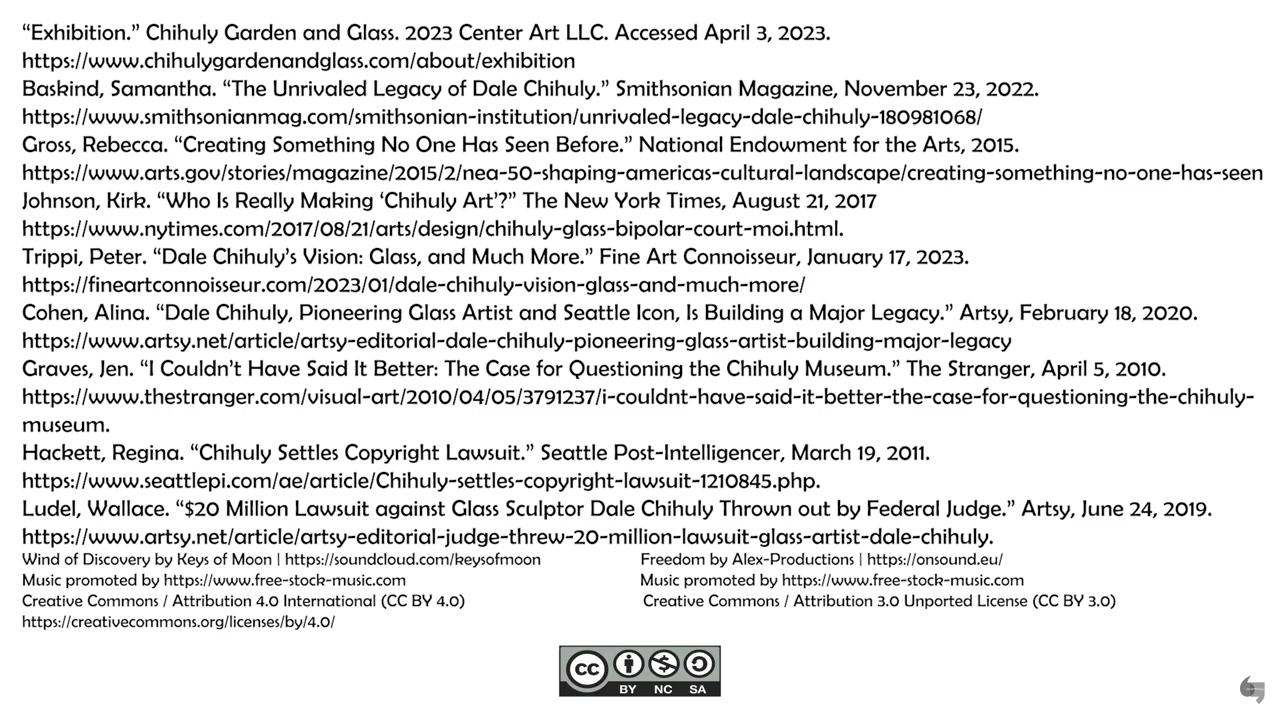 “Exhibition.” Chihuly Garden and Glass. 2023 Center Art LLC. Accessed April 3, 2023.
https://www.chihulygardenandglass.com/about/exhibition
Baskind, Samantha. “The Unrivaled Legacy of Dale Chihuly.” Smithsonian Magazine, November 23, 2022.
https://www.smithsonianmag.com/smithsonian-institution/unrivaled-legacy-dale-chihuly-180981068/
Gross, Rebecca. “Creating Something No One Has Seen Before.” National Endowment for the Arts, 2015.
https://www.arts.gov/stories/magazine/2015/2/nea-50-shaping-americas-cultural-landscape/creating-something-no-one-has-seen
Johnson, Kirk. “Who Is Really Making ‘Chihuly Art’?” The New York Times, August 21, 2017
https://www.nytimes.com/2017/08/21/arts/design/chihuly-glass-bipolar-court-moi.html.
Trippi, Peter. “Dale Chihuly’s Vision: Glass, and Much More.” Fine Art Connoisseur, January 17, 2023.
https://fineartconnoisseur.com/2023/01/dale-chihuly-vision-glass-and-much-more/
Cohen, Alina. “Dale Chihuly, Pioneering Glass Artist and Seattle Icon, Is Building a Major Legacy.” Artsy, February 18, 2020.
https://www.artsy.net/article/artsy-editorial-dale-chihuly-pioneering-glass-artist-building-major-legacy
Graves, Jen. “I Couldn’t Have Said It Better: The Case for Questioning the Chihuly Museum.” The Stranger, April 5, 2010.
https://www.thestranger.com/visual-art/2010/04/05/3791237/i-couldnt-have-said-it-better-the-case-for-questioning-the-chihuly-
museum.
Hackett, Regina. “Chihuly Settles Copyright Lawsuit.” Seattle Post-Intelligencer, March 19, 2011.
https://www.seattlepi.com/ae/article/Chihuly-settles-copyright-lawsuit-1210845.php.
Ludel, Wallace. “$20 Million Lawsuit against Glass Sculptor Dale Chihuly Thrown out by Federal Judge.” Artsy, June 24, 2019.
https://www.artsy.net/article/artsy-editorial-judge-threw-20-million-lawsuit-glass-artist-dale-chihuly.
Wind of Discovery by Keys of Moon | https://soundcloud.com/keysofmoon
Music promoted by https://www.free-stock-music.com
Creative Commons / Attribution 4.0 International (CC BY 4.0)
https://creativecommons.org/licenses/by/4.0/
Freedom by Alex-Productions | https://onsound.eu/
Music promoted by https://www.free-stock-music.com
Creative Commons / Attribution 3.0 Unported License (CC BY 3.0)
cc
BY NC SA